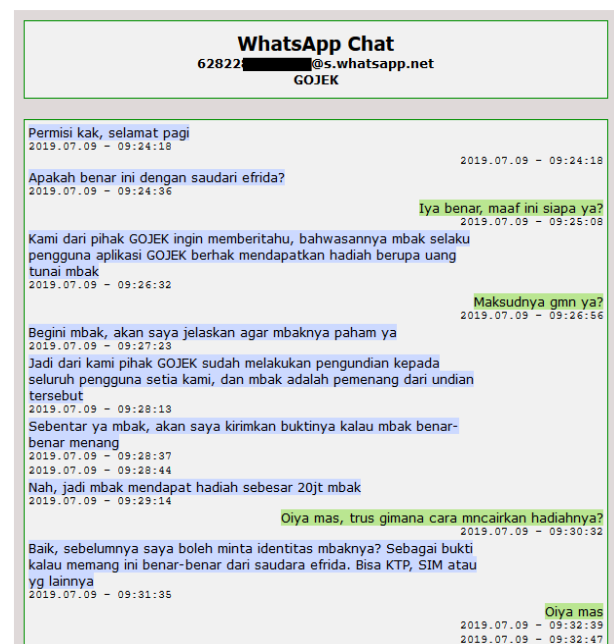 WhatsApp Chat
62822 @s.whatsapp.net
GOJEK
Permisi kak, selamat pagi
2019.07.09 - 09:24:18
2019.07.09 - 09:24:18
Apakah benar ini dengan saudari efrida?
2019.07.09 - 09:24:36
Iya benar, maaf ini siapa ya?
2019.07.09 - 09:25:08
Kami dari pihak GOJEK ingin memberitahu, bahwasannya mbak selaku
pengguna aplikasi GOJEK berhak mendapatkan hadiah berupa uang
tunai mbak
2019.07.09 - 09:26:32
Maksudnya gmn ya?
2019.07.09 - 09:26:56
Begini mbak, akan saya jelaskan agar mbaknya paham ya
2019.07.09 - 09:27:23
Jadi dari kami pihak GOJEK sudah melakukan pengundian kepada
seluruh pengguna setia kami, dan mbak adalah pemenang dari undian
tersebut
2019.07.09 - 09:28:13
Sebentar ya mbak, akan saya kirimkan buktinya kalau mbak benar-
benar menang
2019.07.09 - 09:28:37
2019.07.09 - 09:28:44
Nah, jadi mbak mendapat hadiah sebesar 20jt mbak
2019.07.09 - 09:29:14
Oiya mas, trus gimana cara mncairkan hadiahnya?
2019.07.09 - 09:30:32
Baik, sebelumnya saya boleh minta identitas mbaknya? Sebagai bukti
kalau memang ini benar-benar dari saudara efrida. Bisa KTP, SIM atau
yg lainnya
2019.07.09 - 09:31:35
Oiya mas
2019.07.09 - 09:32:39
2019.07.09 - 09:32:47